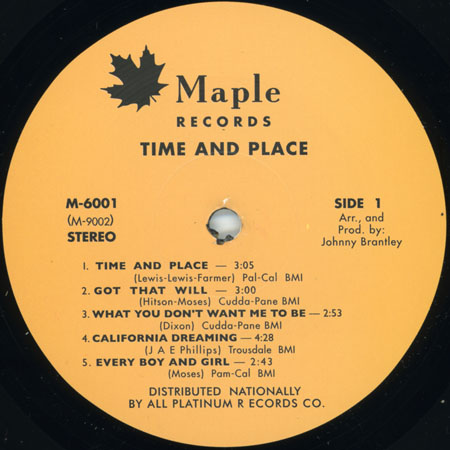 Maple
RECORDS
TIME AND PLACE
M-6001
(M-9002)
STEREO
SIDE 1
Arr., and
Prod. by:
Johnny Brantley
1. TIME AND PLACE — 3:05
(Lewis-Lewis-Farmer) Pal-Cal BMI
2. GOT THAT WILL — 3:00
(Hitson-Moses) Cudda-Pane BMI
3. WHAT YOU DON'T WANT ME TO BE — 2:53
(Dixon) Cudda-Pane BMI
4. CALIFORNIA DREAMING — 4:28
(J A E Phillips) Trousdale BMI
5. EVERY BOY AND GIRL — 2:43
(Moses) Pam-Cal BMI
DISTRIBUTED NATIONALLY
BY ALL PLATINUM R ECORDS CO.